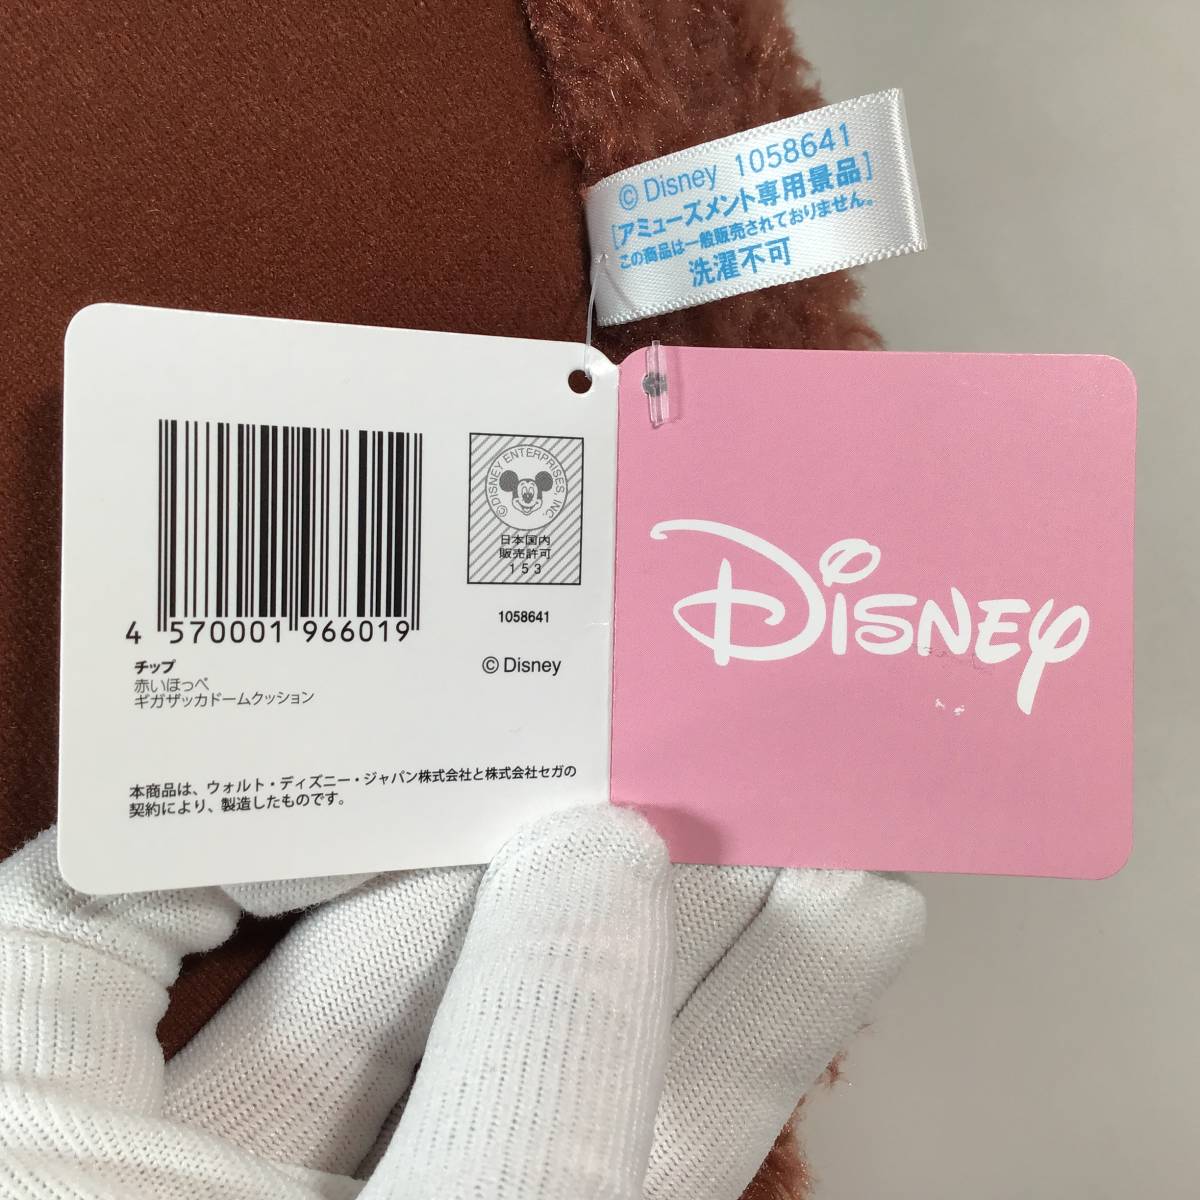 © Disney 1058641
[アミューズメント専用景品]
この商品は一般販売されておりません。
洗濯不可
4 570001 966019
チップ
赤いほっぺ
ギガザッカドームクッション
©DISNEY ENTERPRISES, INC.
日本国内
販売許可
153
1058641
© Disney
本商品は、ウォルト・ディズニー・ジャパン株式会社と株式会社セガの
契約により、製造したものです。
DISNEY